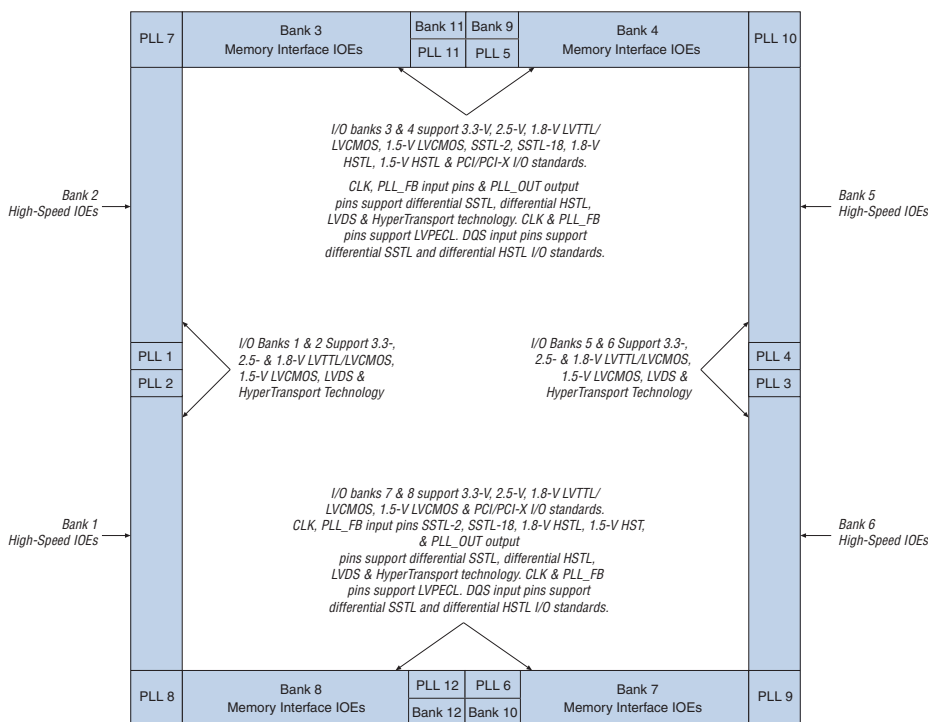 PLL 7
Bank 3
Memory Interface IOEs
Bank 11
Bank 9
PLL 11
PLL 5
Bank 4
Memory Interface IOEs
PLL 10
I/O banks 3 & 4 support 3.3-V, 2.5-V, 1.8-V LVTTL/
LVCMOS, 1.5-V LVCMOS, SSTL-2, SSTL-18, 1.8-V
HSTL, 1.5-V HSTL & PCI/PCI-X I/O standards.
CLK, PLL_FB input pins & PLL_OUT output
pins support differential SSTL, differential HSTL,
LVDS & HyperTransport technology. CLK & PLL_FB
pins support LVPECL. DQS input pins support
differential SSTL and differential HSTL I/O standards.
Bank 2
High-Speed IOEs
Bank 5
High-Speed IOEs
PLL 1
PLL 2
I/O Banks 1 & 2 Support 3.3-,
2.5- & 1.8-V LVTTL/LVCMOS,
1.5-V LVCMOS, LVDS &
HyperTransport Technology
I/O Banks 5 & 6 Support 3.3-,
2.5- & 1.8-V LVTTL/LVCMOS,
1.5-V LVCMOS, LVDS &
HyperTransport Technology
PLL 4
PLL 3
Bank 1
High-Speed IOEs
Bank 6
High-Speed IOEs
I/O banks 7 & 8 support 3.3-V, 2.5-V, 1.8-V LVTTL/
LVCMOS, 1.5-V LVCMOS & PCI/PCI-X I/O standards.
CLK, PLL_FB input pins SSTL-2, SSTL-18, 1.8-V HSTL, 1.5-V HST,
& PLL_OUT output
pins support differential SSTL, differential HSTL,
LVDS & HyperTransport technology. CLK & PLL_FB
pins support LVPECL. DQS input pins support
differential SSTL and differential HSTL I/O standards.
PLL 8
Bank 8
Memory Interface IOEs
PLL 12
PLL 6
Bank 12
Bank 10
Bank 7
Memory Interface IOEs
PLL 9